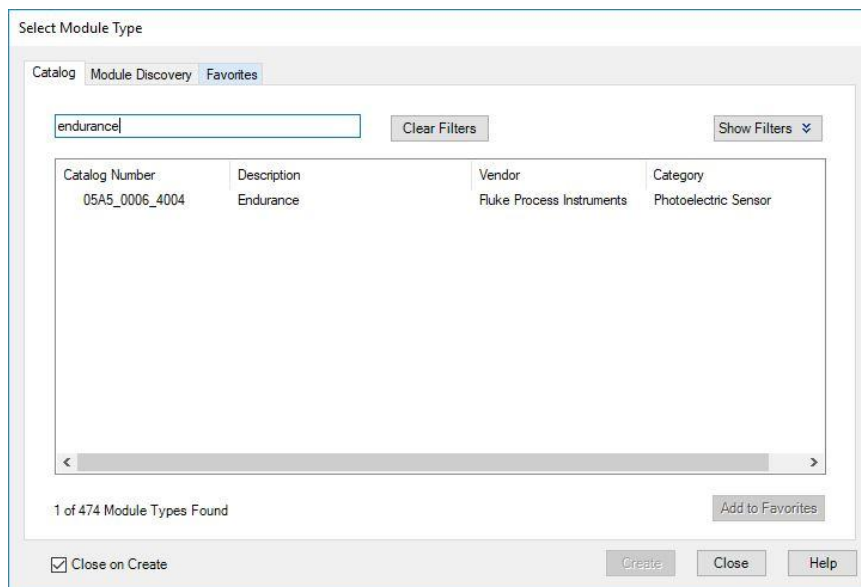 Select Module Type
Catalog Module Discovery Favorites
endurance Clear Filters Show Filters
Catalog Number Description Vendor Category
05A5_0006_4004 Endurance Fluke Process Instruments Photoelectric Sensor
1 of 474 Module Types Found Add to Favorites
Close on Create Create Close Help